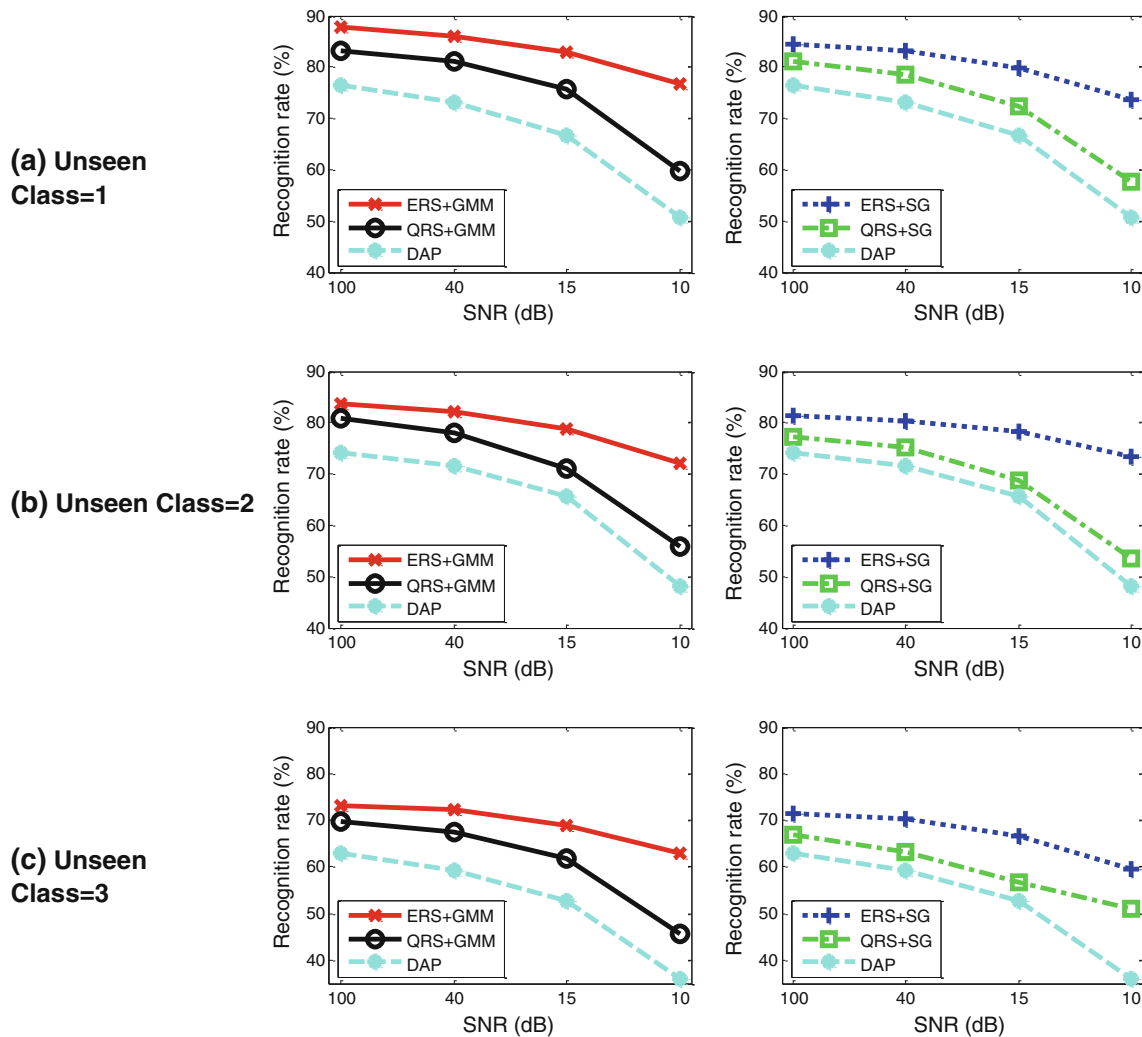 (a) Unseen
Class=1
90
80
70
60
50
40
Recognition rate (%)
ERS+GMM
QRS+GMM
DAP
100 40 15 10
SNR (dB)
90
80
70
60
50
40
Recognition rate (%)
ERS+SG
QRS+SG
DAP
100 40 15 10
SNR (dB)
(b) Unseen Class=2
90
80
70
60
50
40
Recognition rate (%)
ERS+GMM
QRS+GMM
DAP
100 40 15 10
SNR (dB)
90
80
70
60
50
40
Recognition rate (%)
ERS+SG
QRS+SG
DAP
100 40 15 10
SNR (dB)
(c) Unseen
Class=3
90
80
70
60
50
40
Recognition rate (%)
ERS+GMM
QRS+GMM
DAP
100 40 15 10
SNR (dB)
90
80
70
60
50
40
Recognition rate (%)
ERS+SG
QRS+SG
DAP
100 40 15 10
SNR (dB)